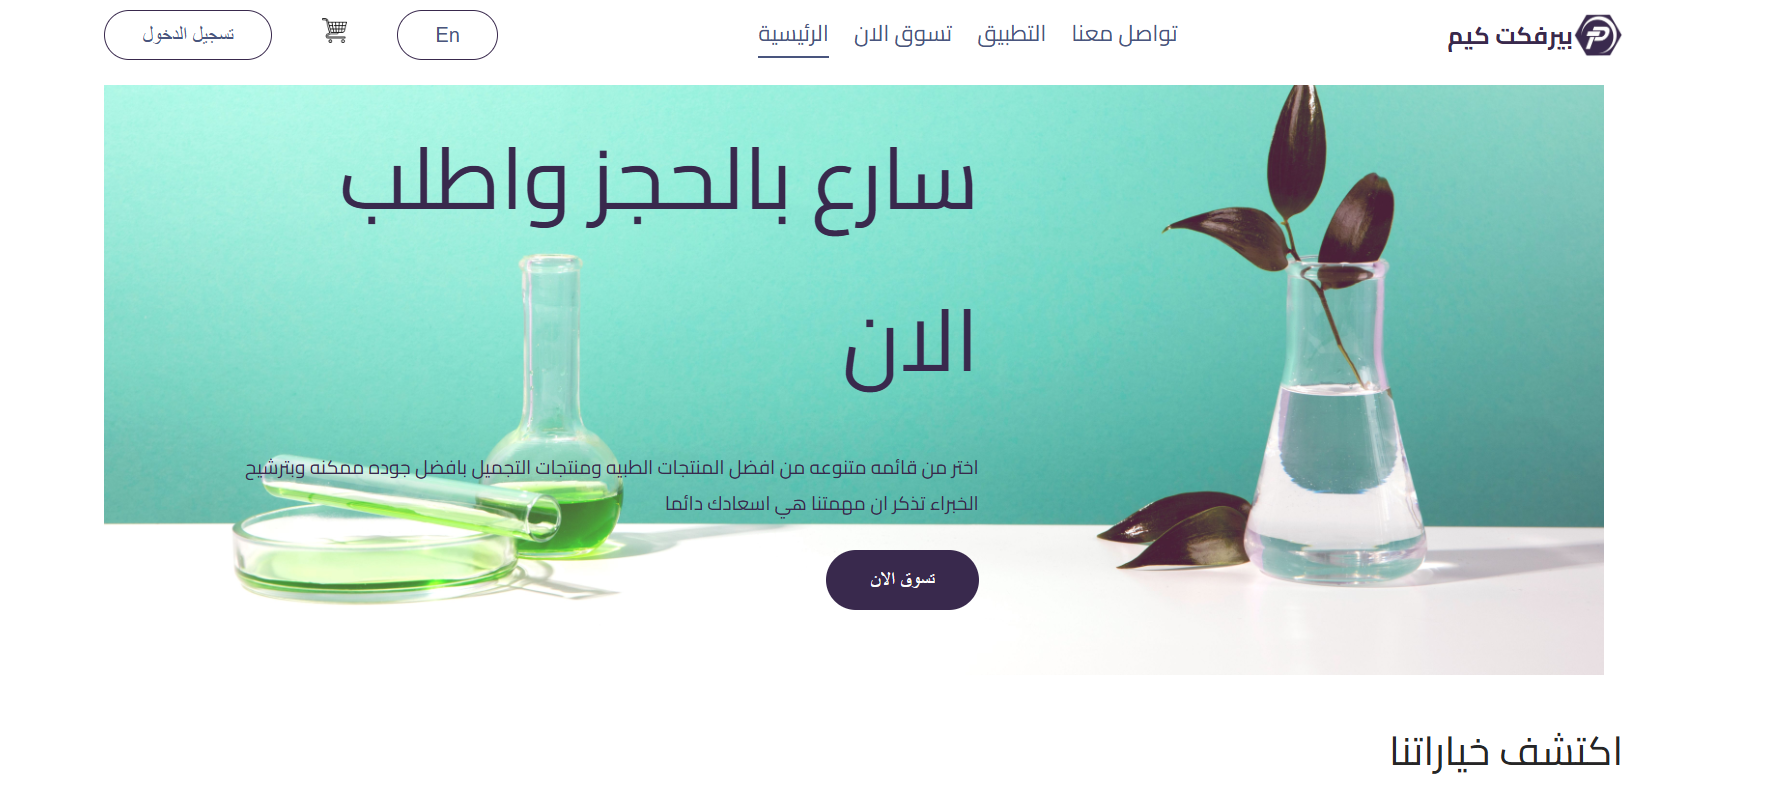 بيرفكت كيم
تواصل معنا
التطبيق
تسوق الان
الرئيسية
En
تسجيل الدخول
سارع بالحجز واطلب
الان
اختر من قائمه متنوعه من افضل المنتجات الطبيه ومنتجات التجميل بافضل جوده ممكنه وبترشيح
الخبراء تذكر ان مهمتنا هي اسعادك دائما
تسوق الان
اكتشف خياراتنا